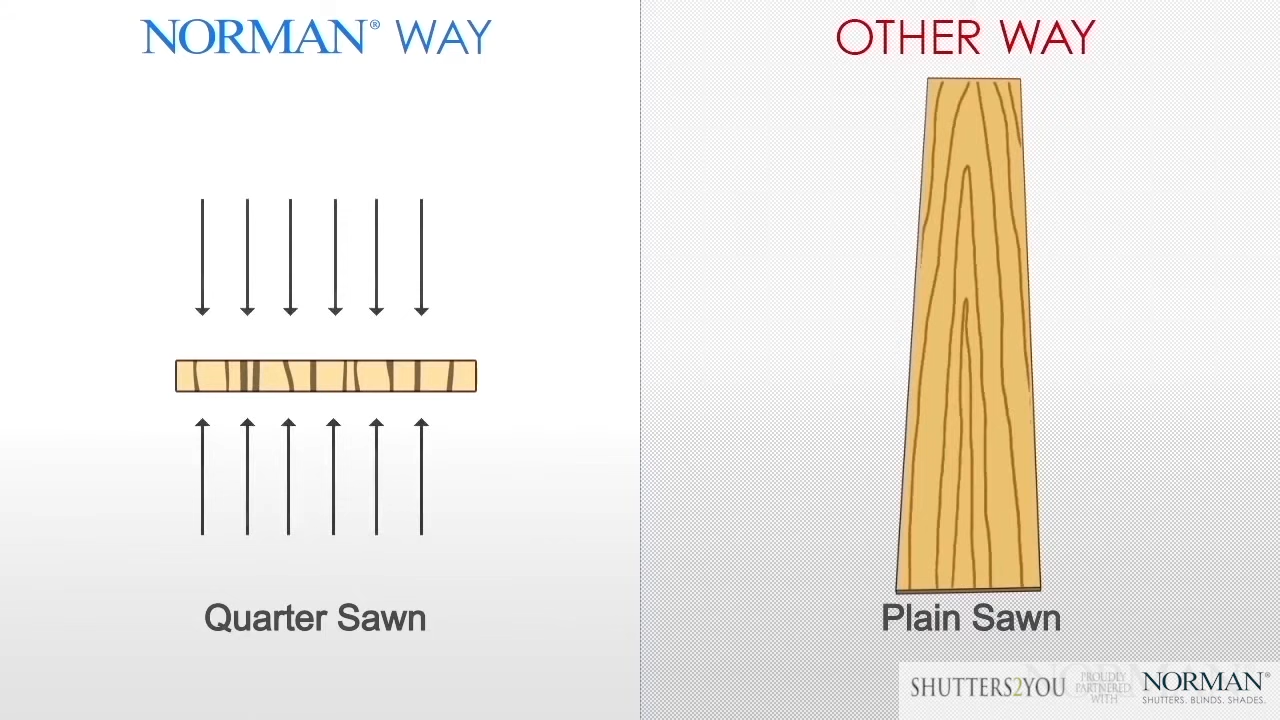 NORMAN® WAY
OTHER WAY
Quarter Sawn
Plain Sawn
SHUTTERS2YOU
PROUDLY
PARTNERED
WITH
NORMAN®
SHUTTERS. BLINDS. SHADES.